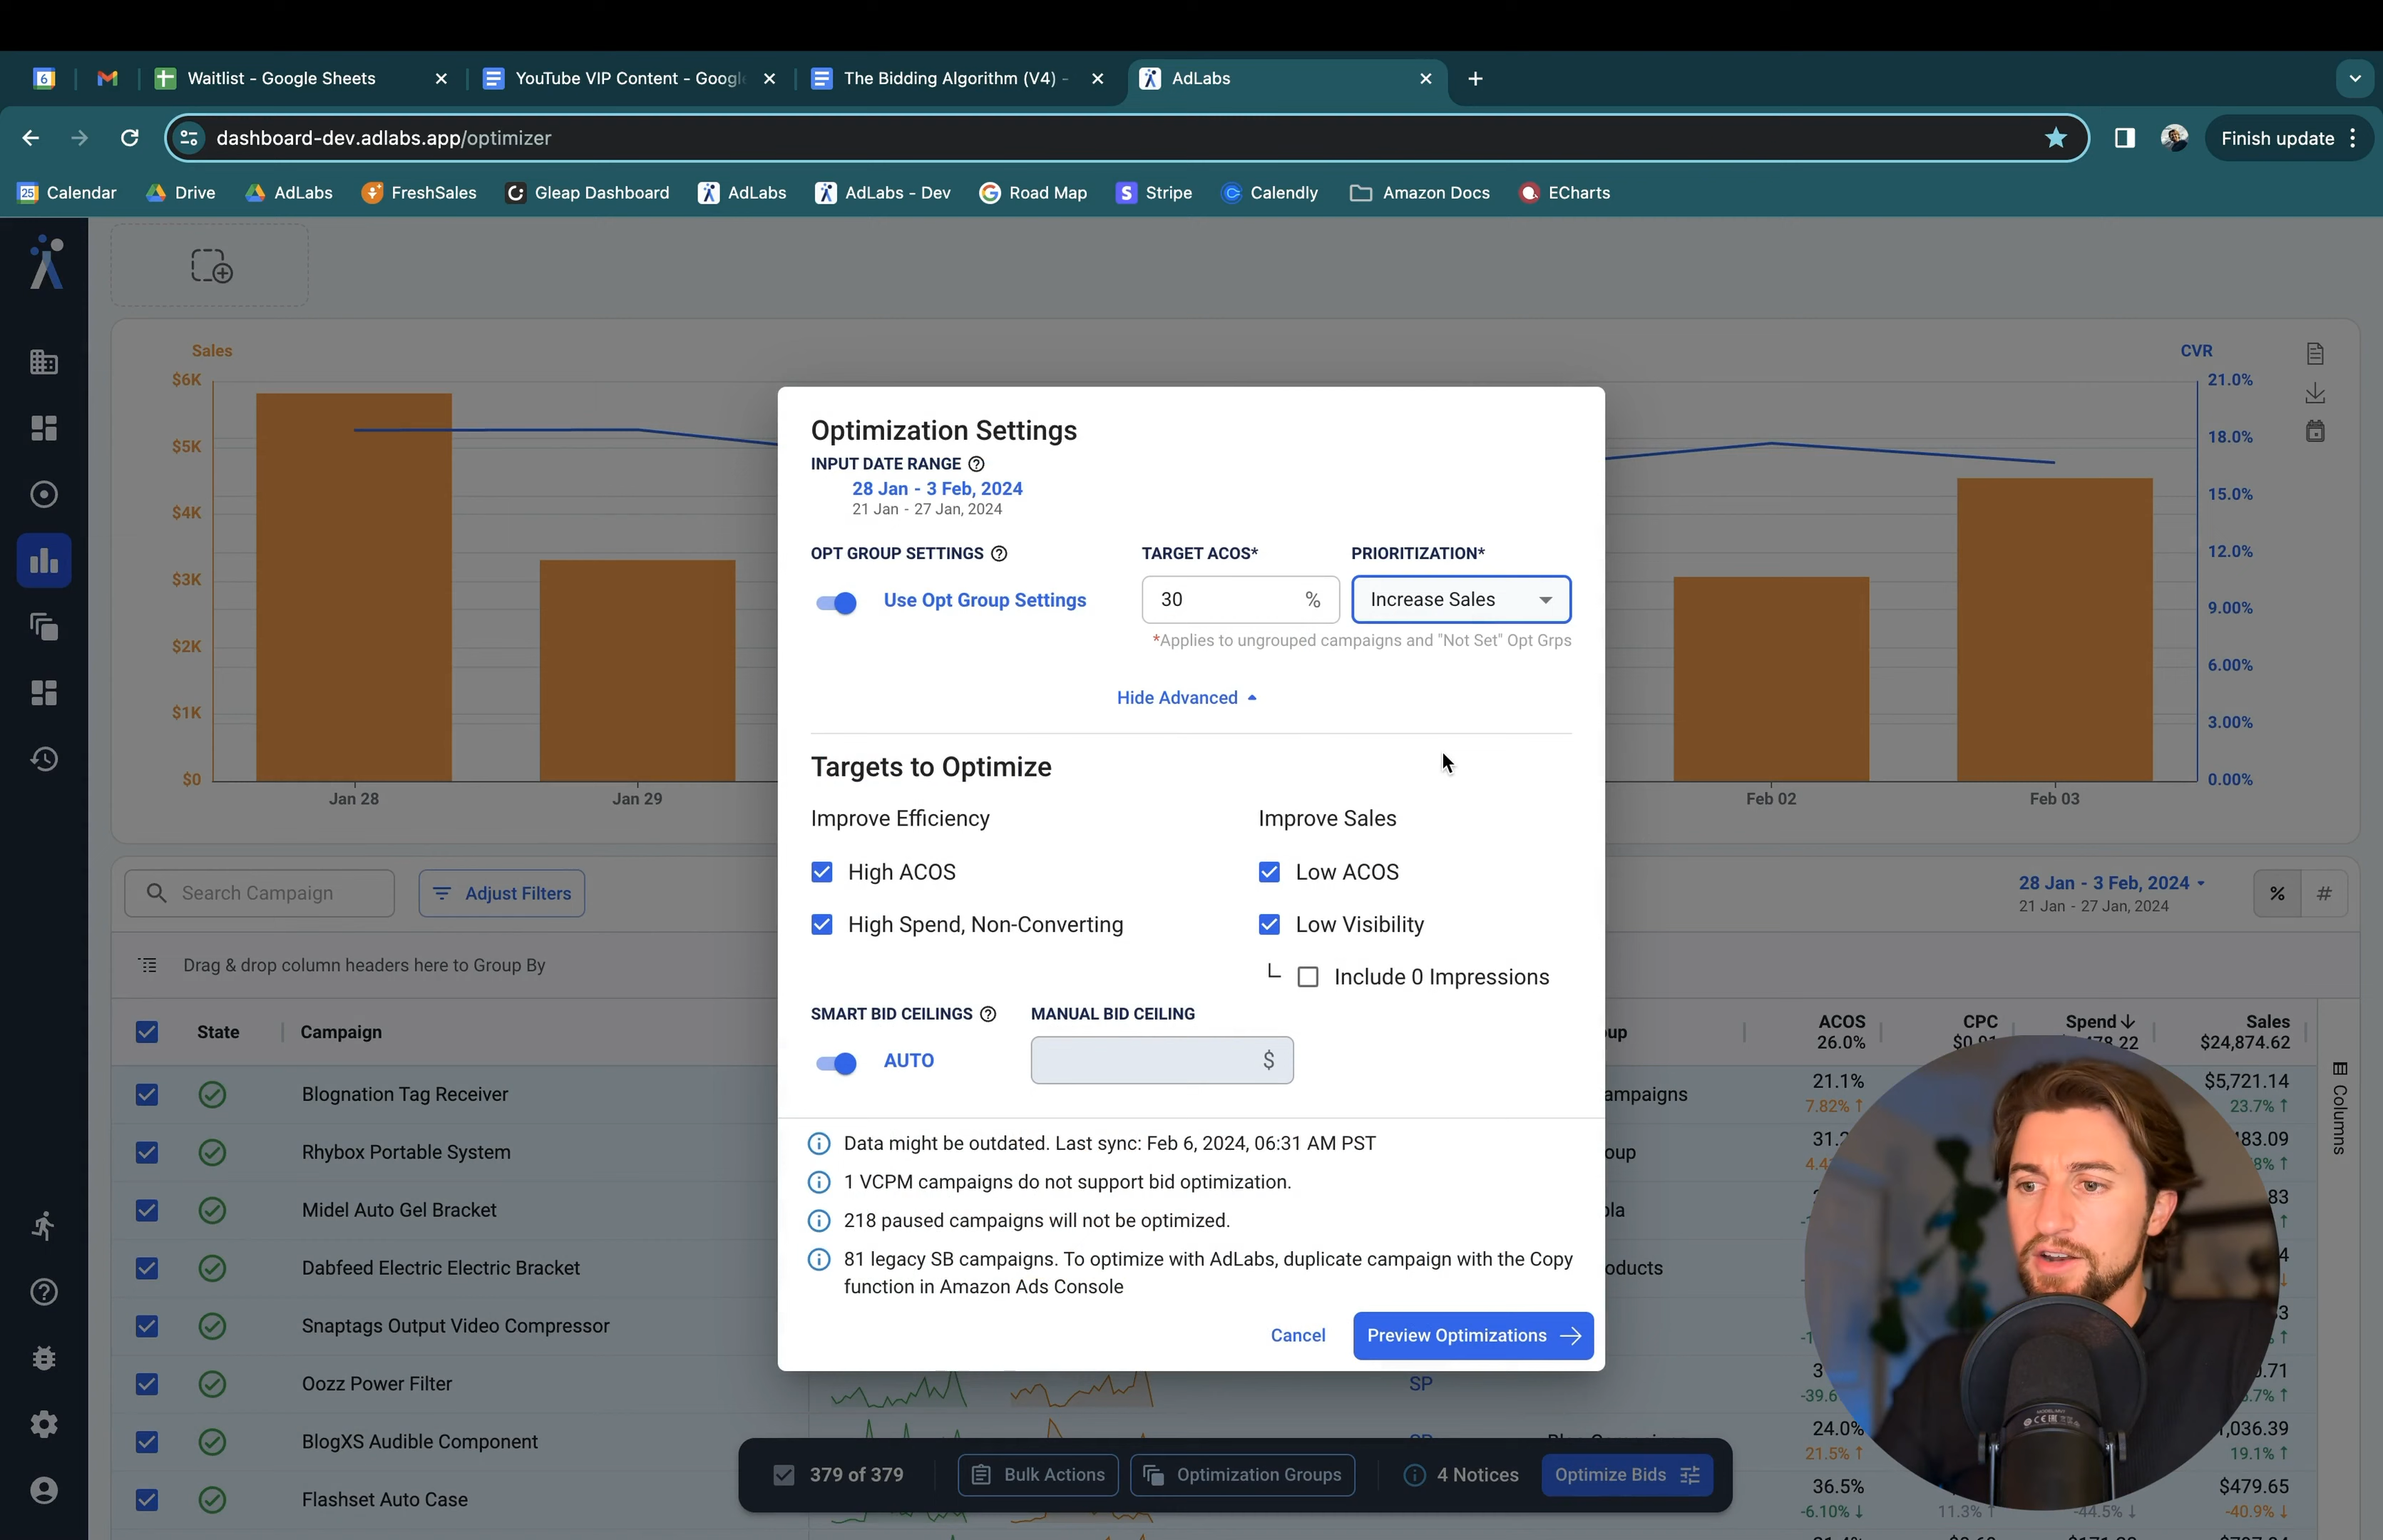 6
Waitlist - Google Sheets
YouTube VIP Content - Google
The Bidding Algorithm (V4) -
AdLabs
dashboard-dev.adlabs.app/optimizer
Finish update
25 Calendar
Drive
AdLabs
FreshSales
Gleap Dashboard
AdLabs
AdLabs - Dev
Road Map
Stripe
Calendly
Amazon Docs
ECharts
Sales
CVR
$6K
$5K
$4K
$3K
$2K
$1K
$0
21.0%
18.0%
15.0%
12.0%
9.00%
6.00%
3.00%
0.00%
Jan 28
Jan 29
Feb 02
Feb 03
Optimization Settings
INPUT DATE RANGE
28 Jan - 3 Feb, 2024
21 Jan - 27 Jan, 2024
OPT GROUP SETTINGS
TARGET ACOS*
PRIORITIZATION*
Use Opt Group Settings
30 %
Increase Sales
*Applies to ungrouped campaigns and "Not Set" Opt Grps
Hide Advanced
Targets to Optimize
Improve Efficiency
Improve Sales
High ACOS
Low ACOS
High Spend, Non-Converting
Low Visibility
Include 0 Impressions
SMART BID CEILINGS
MANUAL BID CEILING
AUTO
$
Data might be outdated. Last sync: Feb 6, 2024, 06:31 AM PST
1 VCPM campaigns do not support bid optimization.
218 paused campaigns will not be optimized.
81 legacy SB campaigns. To optimize with AdLabs, duplicate campaign with the Copy
function in Amazon Ads Console
Cancel
Preview Optimizations
Search Campaign
Adjust Filters
28 Jan - 3 Feb, 2024
21 Jan - 27 Jan, 2024
% #
Drag & drop column headers here to Group By
State
Campaign
up
ACOS
26.0%
CPC
Spend
Sales
$24,874.62
Columns
Blognation Tag Receiver
ampaigns
21.1%
7.82%
$5,721.14
23.7%
Rhybox Portable System
oup
83.09
Midel Auto Gel Bracket
Dabfeed Electric Electric Bracket
oducts
Snaptags Output Video Compressor
Oozz Power Filter
SP
BlogXS Audible Component
24.0%
21.5%
,036.39
19.1%
Flashset Auto Case
36.5%
-6.10%
11.3%
-44.5%
$479.65
-40.9%
379 of 379
Bulk Actions
Optimization Groups
4 Notices
Optimize Bids